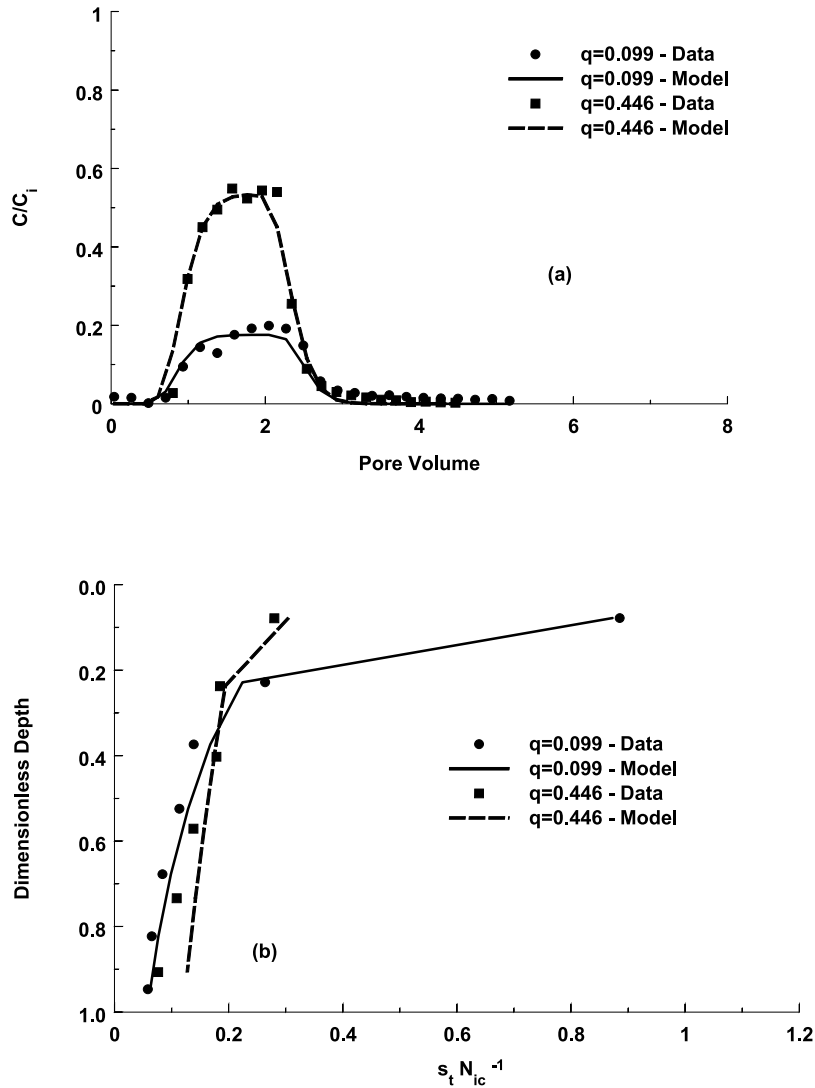 1
0.8
0.6
0.4
0.2
0
C/Ci
q=0.099 - Data
q=0.099 - Model
q=0.446 - Data
q=0.446 - Model
(a)
0 2 4 6 8
Pore Volume
0.0
0.2
0.4
0.6
0.8
1.0
Dimensionless Depth
q=0.099 - Data
q=0.099 - Model
q=0.446 - Data
q=0.446 - Model
(b)
0 0.2 0.4 0.6 0.8 1 1.2
st Nic -1